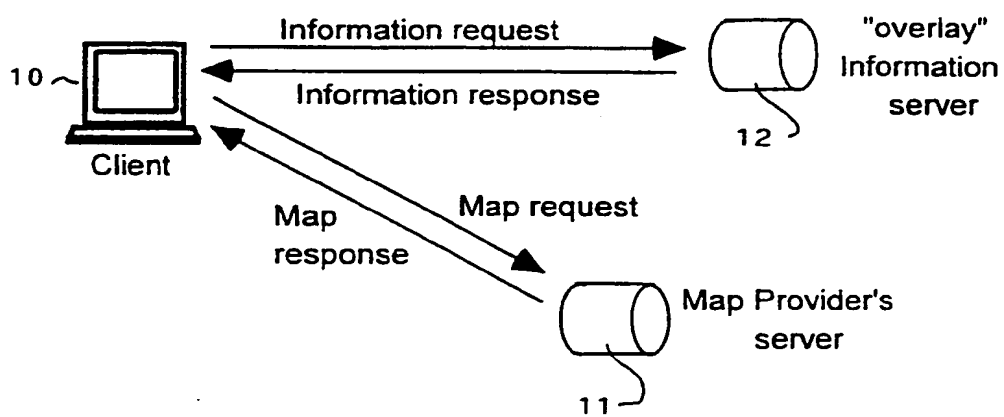 Information request
"overlay"
Information
server
10
Information response
12
Client
Map request
Map
response
Map Provider's
server
11